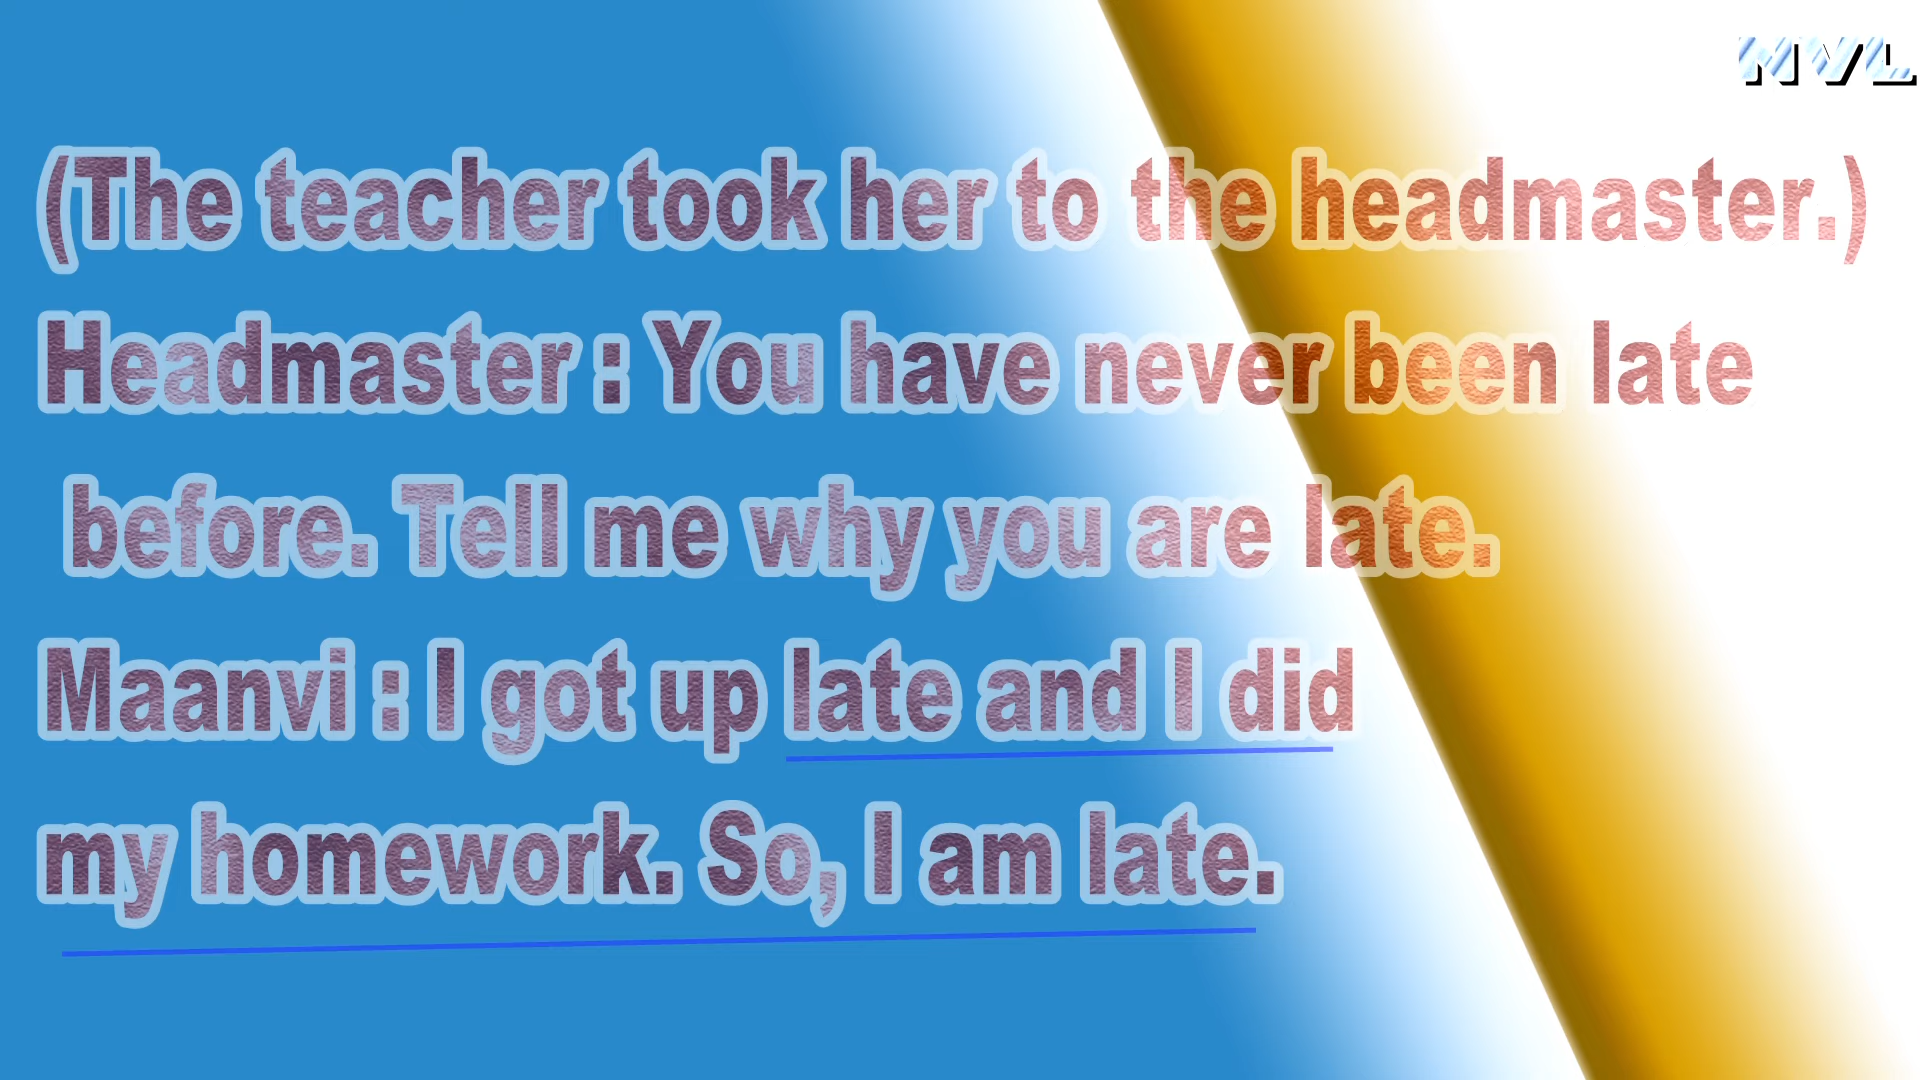 MVL
(The teacher took her to the headmaster.)
Headmaster : You have never been late
before. Tell me why you are late.
Maanvi : I got up late and I did
my homework. So, I am late.